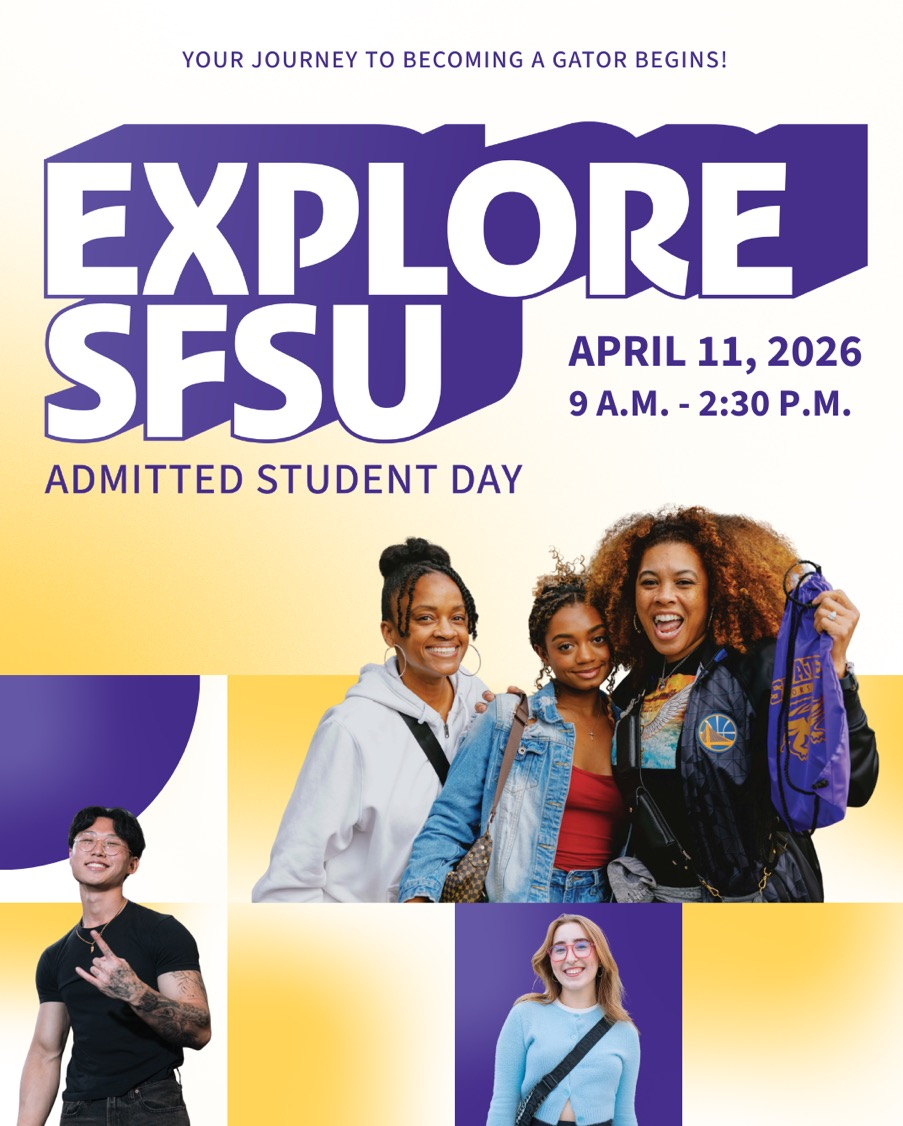 YOUR JOURNEY TO BECOMING A GATOR BEGINS!
EXPLORE
SFSU
APRIL 11, 2026
9 A.M. - 2:30 P.M.
ADMITTED STUDENT DAY